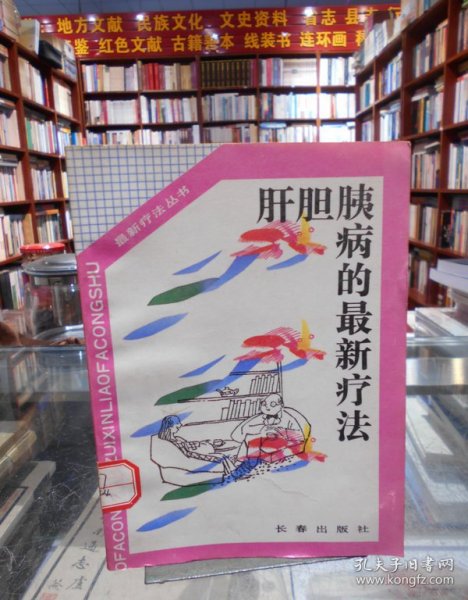 地方文献 民族文化 文史资料 省志 县志
鉴 红色文献 古籍善本 线装书 连环画
最新疗法丛书
肝胆胰
病的最新疗法
ZUIXINLIAOFACONGSHU
OFACON
长春出版社
孔夫子旧书网
www.kongfz.com